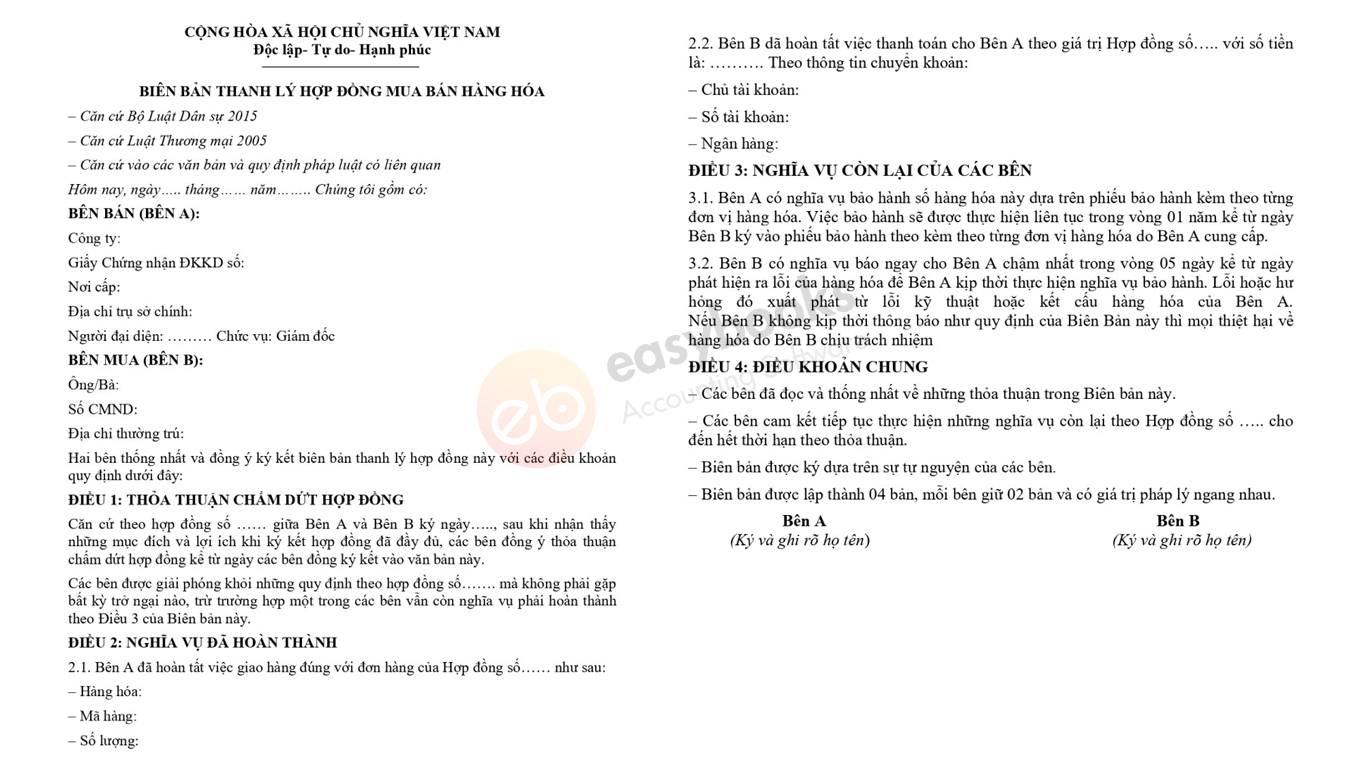 CỘNG HÒA XÃ HỘI CHỦ NGHĨA VIỆT NAM
Độc lập- Tự do- Hạnh phúc
BIÊN BẢN THANH LÝ HỢP ĐỒNG MUA BÁN HÀNG HÓA
– Căn cứ Bộ Luật Dân sự 2015
– Căn cứ Luật Thương mại 2005
– Căn cứ vào các văn bản và quy định pháp luật có liên quan
Hôm nay, ngày….. tháng…… năm…….. Chúng tôi gồm có:
BÊN BÁN (BÊN A):
Công ty:
Giấy Chứng nhận ĐKKD số:
Nơi cấp:
Địa chỉ trụ sở chính:
Người đại diện: ……… Chức vụ: Giám đốc
BÊN MUA (BÊN B):
Ông/Bà:
Số CMND:
Địa chỉ thường trú:
Hai bên thống nhất và đồng ý ký kết biên bản thanh lý hợp đồng này với các điều khoản
quy định dưới đây:
ĐIỀU 1: THỎA THUẬN CHẤM DỨT HỢP ĐỒNG
Căn cứ theo hợp đồng số …… giữa Bên A và Bên B ký ngày….., sau khi nhận thấy
những mục đích và lợi ích khi ký kết hợp đồng đã đầy đủ, các bên đồng ý thỏa thuận
chấm dứt hợp đồng kể từ ngày các bên đồng ký kết vào văn bản này.
Các bên được giải phóng khỏi những quy định theo hợp đồng số……. mà không phải gặp
bất kỳ trở ngại nào, trừ trường hợp một trong các bên vẫn còn nghĩa vụ phải hoàn thành
theo Điều 3 của Biên bản này.
ĐIỀU 2: NGHĨA VỤ ĐÃ HOÀN THÀNH
2.1. Bên A đã hoàn tất việc giao hàng đúng với đơn hàng của Hợp đồng số…… như sau:
– Hàng hóa:
– Mã hàng:
– Số lượng:
2.2. Bên B đã hoàn tất việc thanh toán cho Bên A theo giá trị Hợp đồng số….. với số tiền
là: ………. Theo thông tin chuyển khoản:
– Chủ tài khoản:
– Số tài khoản:
– Ngân hàng:
ĐIỀU 3: NGHĨA VỤ CÒN LẠI CỦA CÁC BÊN
3.1. Bên A có nghĩa vụ bảo hành số hàng hóa này dựa trên phiếu bảo hành kèm theo từng
đơn vị hàng hóa. Việc bảo hành sẽ được thực hiện liên tục trong vòng 01 năm kể từ ngày
Bên B ký vào phiếu bảo hành theo kèm theo từng đơn vị hàng hóa do Bên A cung cấp.
3.2. Bên B có nghĩa vụ báo ngay cho Bên A chậm nhất trong vòng 05 ngày kể từ ngày
phát hiện ra lỗi của hàng hóa để Bên A kịp thời thực hiện nghĩa vụ bảo hành. Lỗi hoặc hư
hỏng đó xuất phát từ lỗi kỹ thuật hoặc kết cấu hàng hóa của Bên A.
Nếu Bên B không kịp thời thông báo như quy định của Biên Bản này thì mọi thiệt hại về
hàng hóa do Bên B chịu trách nhiệm
ĐIỀU 4: ĐIỀU KHOẢN CHUNG
– Các bên đã đọc và thống nhất về những thỏa thuận trong Biên bản này.
– Các bên cam kết tiếp tục thực hiện những nghĩa vụ còn lại theo Hợp đồng số ….. cho
đến hết thời hạn theo thỏa thuận.
– Biên bản được ký dựa trên sự tự nguyện của các bên.
– Biên bản được lập thành 04 bản, mỗi bên giữ 02 bản và có giá trị pháp lý ngang nhau.
Bên A
(Ký và ghi rõ họ tên)
Bên B
(Ký và ghi rõ họ tên)
eb
easybooks
Accounting Software